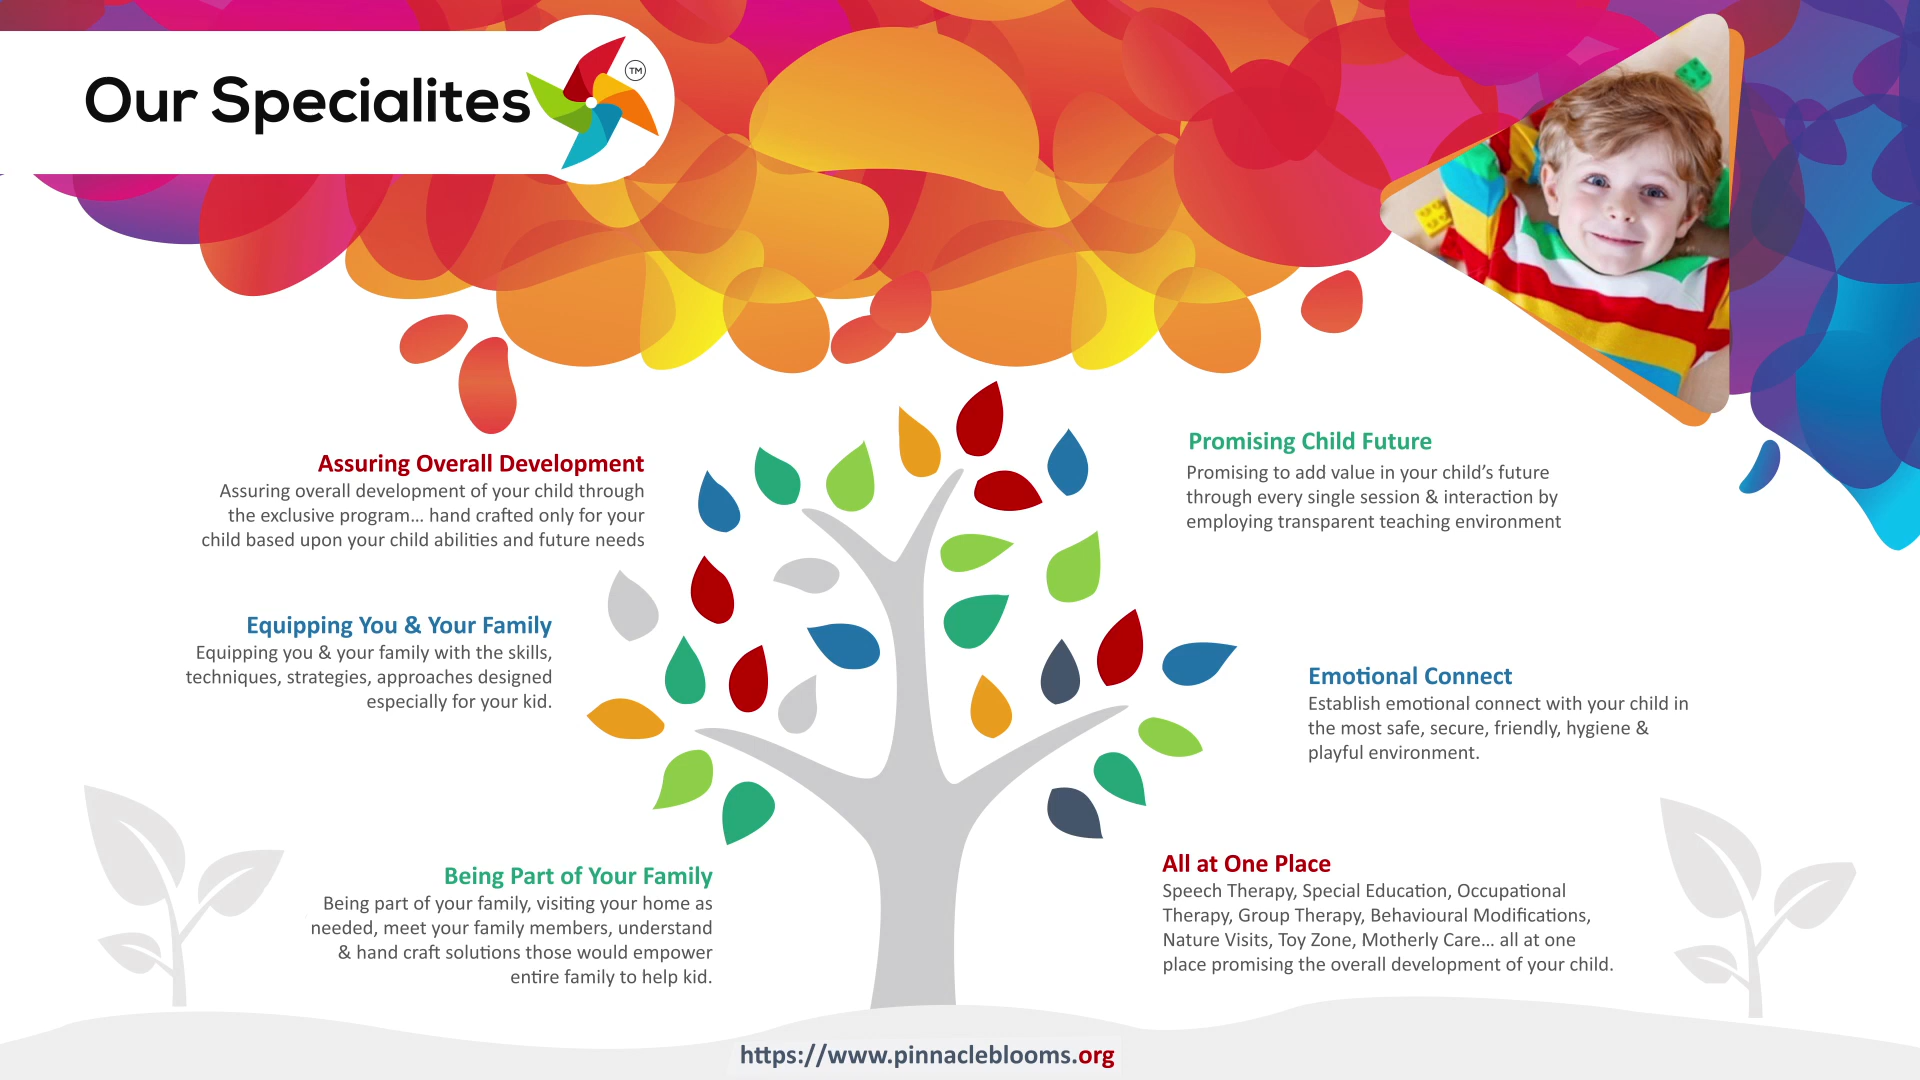 Our Specialites
TM
Assuring Overall Development
Assuring overall development of your child through
the exclusive program... hand crafted only for your
child based upon your child abilities and future needs
Equipping You & Your Family
Equipping you & your family with the skills,
techniques, strategies, approaches designed
especially for your kid.
Being Part of Your Family
Being part of your family, visiting your home as
needed, meet your family members, understand
& hand craft solutions those would empower
entire family to help kid.
Promising Child Future
Promising to add value in your child’s future
through every single session & interaction by
employing transparent teaching environment
Emotional Connect
Establish emotional connect with your child in
the most safe, secure, friendly, hygiene &
playful environment.
All at One Place
Speech Therapy, Special Education, Occupational
Therapy, Group Therapy, Behavioural Modifications,
Nature Visits, Toy Zone, Motherly Care... all at one
place promising the overall development of your child.
https://www.pinnacleblooms.org